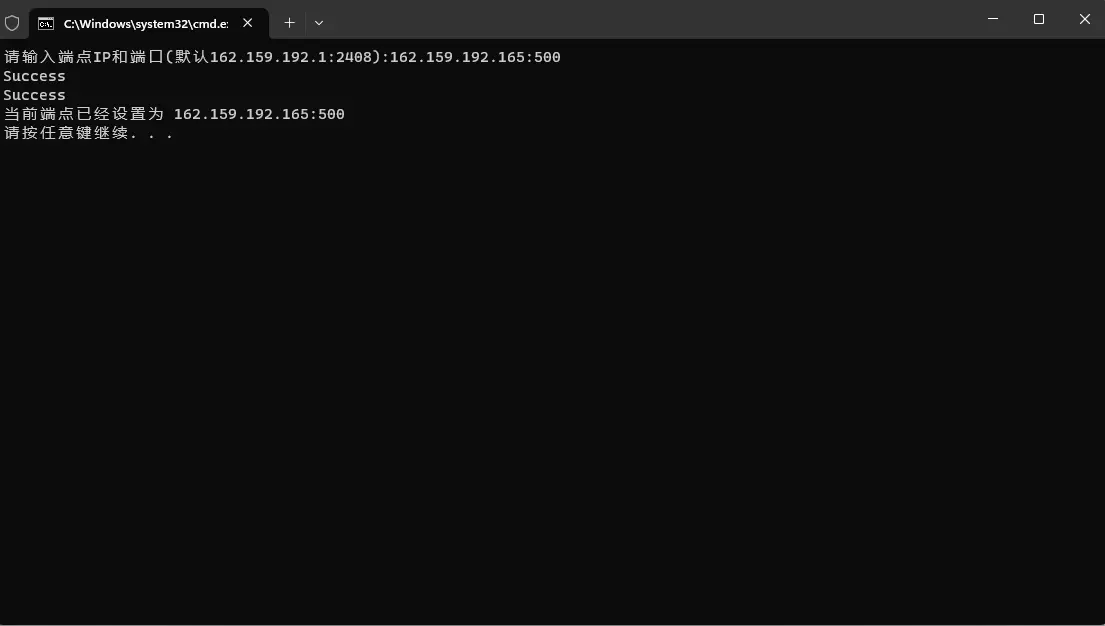 C:\Windows\system32\cmd.e
请输入端点IP和端口(默认162.159.192.1:2408):162.159.192.165:500
Success
Success
当前端点已经设置为 162.159.192.165:500
请按任意键继续. . .